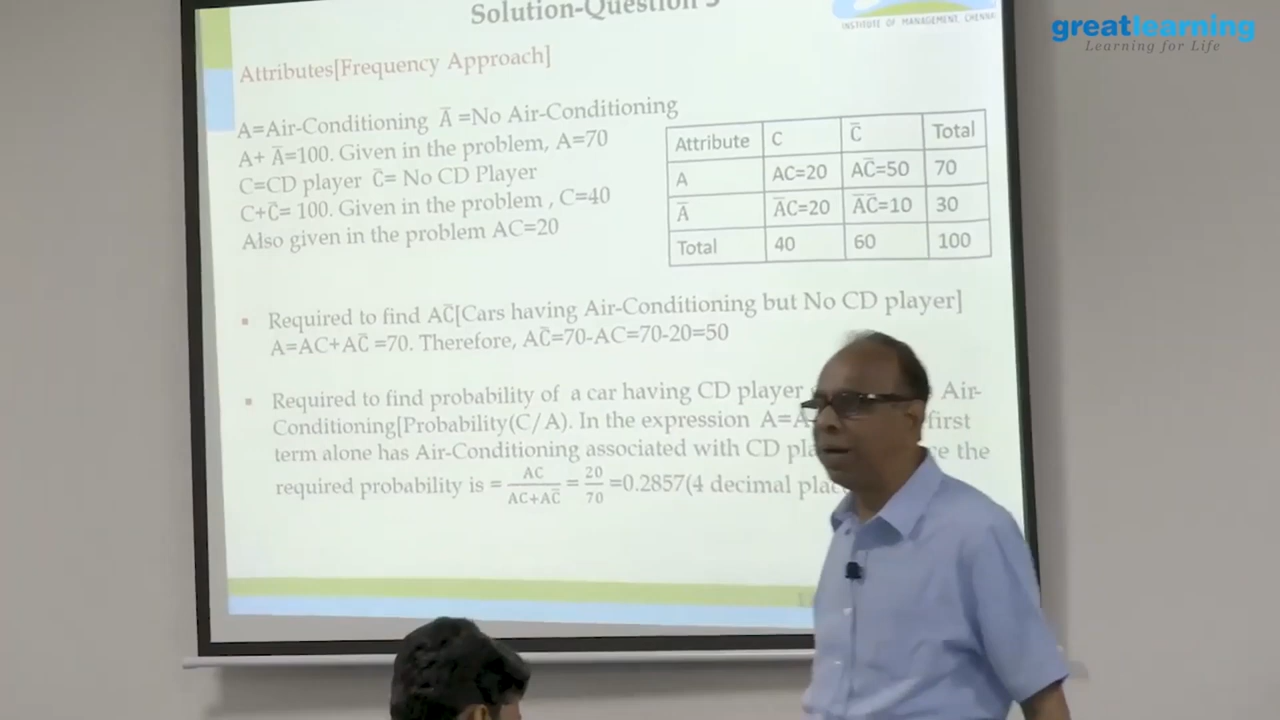 Solution-Question 3
INSTITUTE OF MANAGEMENT, CHENNAI
greatlearning
Learning for Life
Attributes[Frequency Approach]
A=Air-Conditioning A̅ =No Air-Conditioning
A+ A̅=100. Given in the problem, A=70
C=CD player C̅= No CD Player
C+C̅= 100. Given in the problem , C=40
Also given in the problem AC=20
Attribute C C̅ Total
A AC=20 AC̅=50 70
A̅ A̅C=20 A̅C̅=10 30
Total 40 60 100
Required to find AC̅[Cars having Air-Conditioning but No CD player]
A=AC+AC̅ =70. Therefore, AC̅=70-AC=70-20=50
Required to find probability of a car having CD player Air-
Conditioning[Probability(C/A). In the expression A=A first
term alone has Air-Conditioning associated with CD pla the
required probability is = AC/AC+AC̅ = 20/70 =0.2857(4 decimal plac